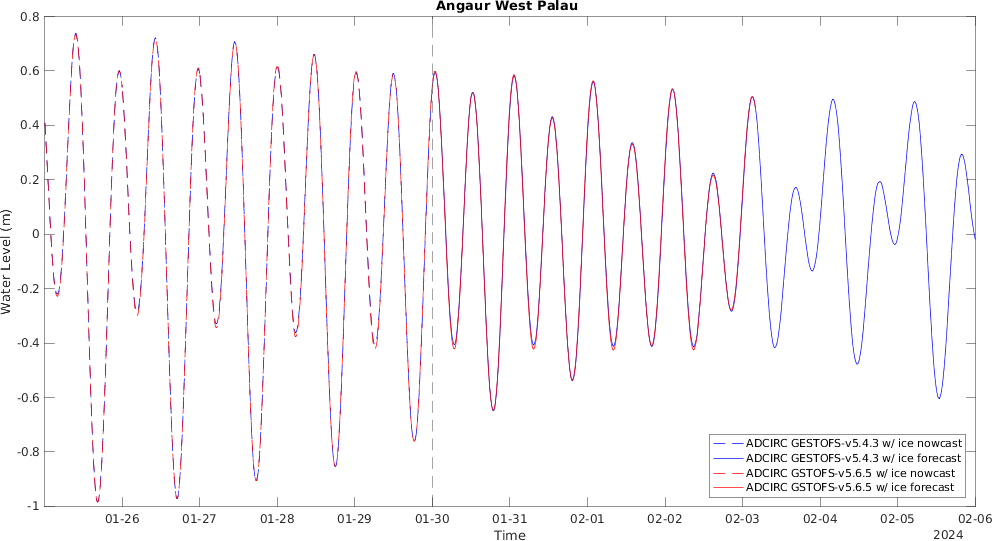 Angaur West Palau
0.8
0.6
0.4
0.2
0
-0.2
-0.4
-0.6
-0.8
-1
Water Level (m)
01-26 01-27 01-28 01-29 01-30 01-31 02-01 02-02 02-03 02-04 02-05 02-06
Time
2024
ADCIRC GESTOFS-v5.4.3 w/ ice nowcast
ADCIRC GESTOFS-v5.4.3 w/ ice forecast
ADCIRC GSTOFS-v5.6.5 w/ ice nowcast
ADCIRC GSTOFS-v5.6.5 w/ ice forecast